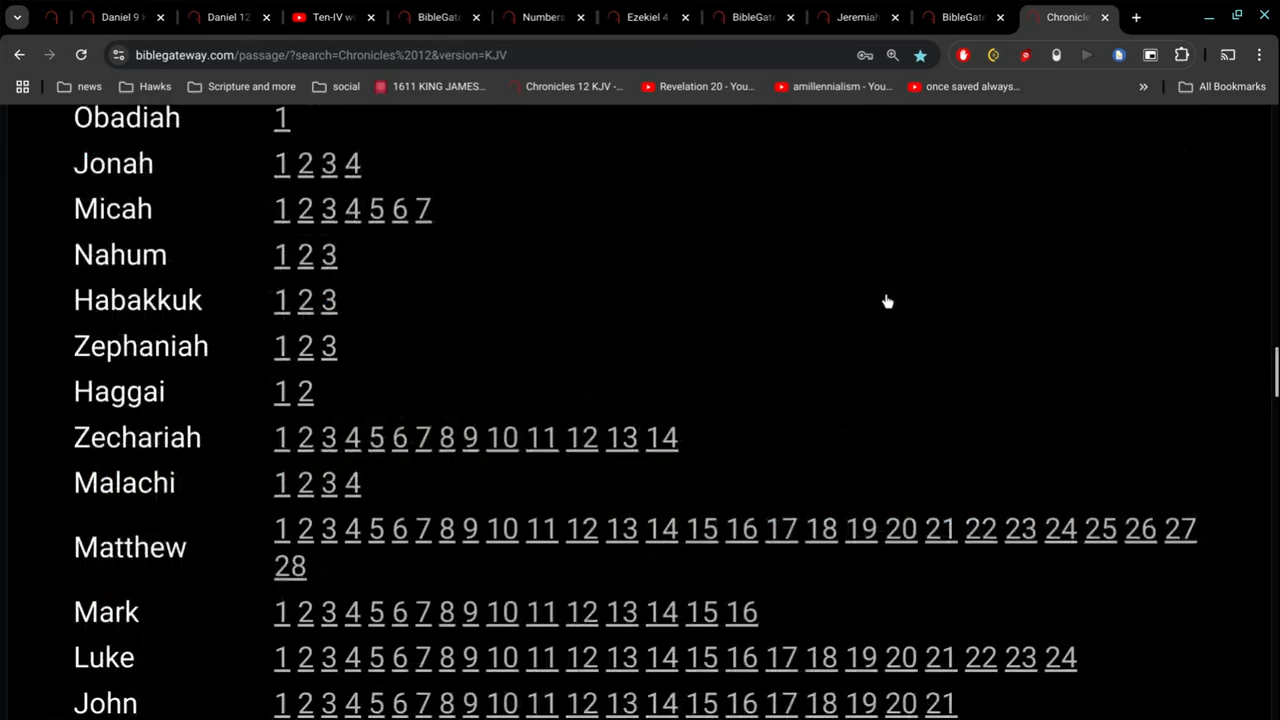 Daniel 9 k
Daniel 12
Ten-IV w
BibleGate
Numbers
Ezekiel 4
BibleGate
Jeremiah
BibleGate
Chronicle
biblegateway.com/passage/?search=Chronicles%2012&version=KJV
news Hawks Scripture and more social 1611 KING JAMES... Chronicles 12 KJV -... Revelation 20 - You... amillennialism - You... once saved always... » All Bookmarks
Obadiah 1
Jonah 1 2 3 4
Micah 1 2 3 4 5 6 7
Nahum 1 2 3
Habakkuk 1 2 3
Zephaniah 1 2 3
Haggai 1 2
Zechariah 1 2 3 4 5 6 7 8 9 10 11 12 13 14
Malachi 1 2 3 4
Matthew 1 2 3 4 5 6 7 8 9 10 11 12 13 14 15 16 17 18 19 20 21 22 23 24 25 26 27
28
Mark 1 2 3 4 5 6 7 8 9 10 11 12 13 14 15 16
Luke 1 2 3 4 5 6 7 8 9 10 11 12 13 14 15 16 17 18 19 20 21 22 23 24
John 1 2 3 4 5 6 7 8 9 10 11 12 13 14 15 16 17 18 19 20 21